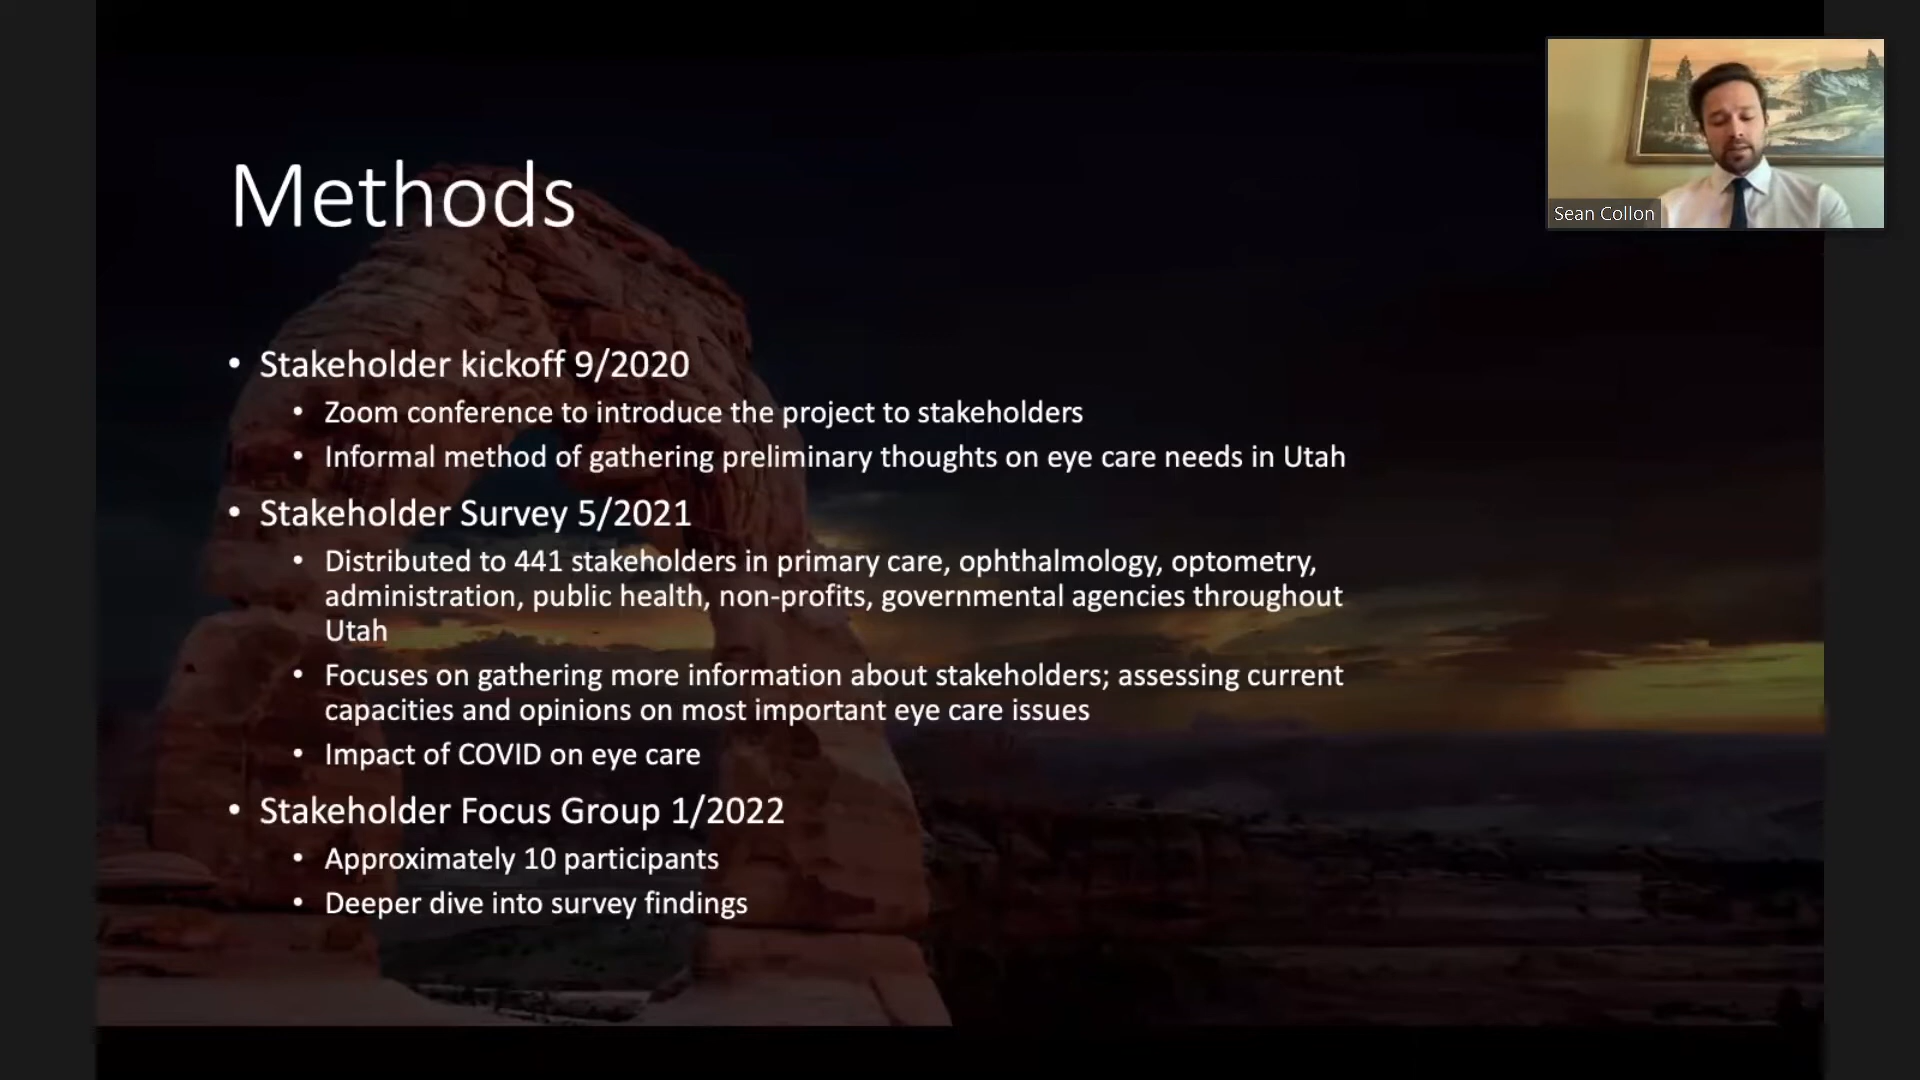 Methods
• Stakeholder kickoff 9/2020
• Zoom conference to introduce the project to stakeholders
• Informal method of gathering preliminary thoughts on eye care needs in Utah
• Stakeholder Survey 5/2021
• Distributed to 441 stakeholders in primary care, ophthalmology, optometry,
administration, public health, non-profits, governmental agencies throughout
Utah
• Focuses on gathering more information about stakeholders; assessing current
capacities and opinions on most important eye care issues
• Impact of COVID on eye care
• Stakeholder Focus Group 1/2022
• Approximately 10 participants
• Deeper dive into survey findings
Sean Collon